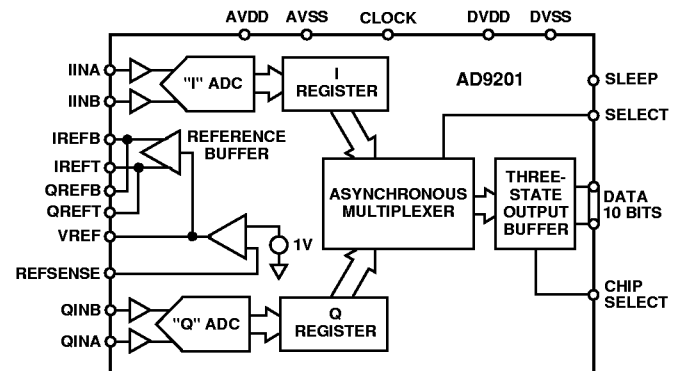 AVDD AVSS CLOCK DVDD DVSS
IINA
IINB
"I" ADC
I
REGISTER
AD9201
SLEEP
SELECT
IREFB
IREFT
QREFB
QREFT
VREF
REFSENSE
REFERENCE
BUFFER
1V
ASYNCHRONOUS
MULTIPLEXER
THREE-
STATE
OUTPUT
BUFFER
DATA
10 BITS
CHIP
SELECT
QINB
QINA
"Q" ADC
Q
REGISTER